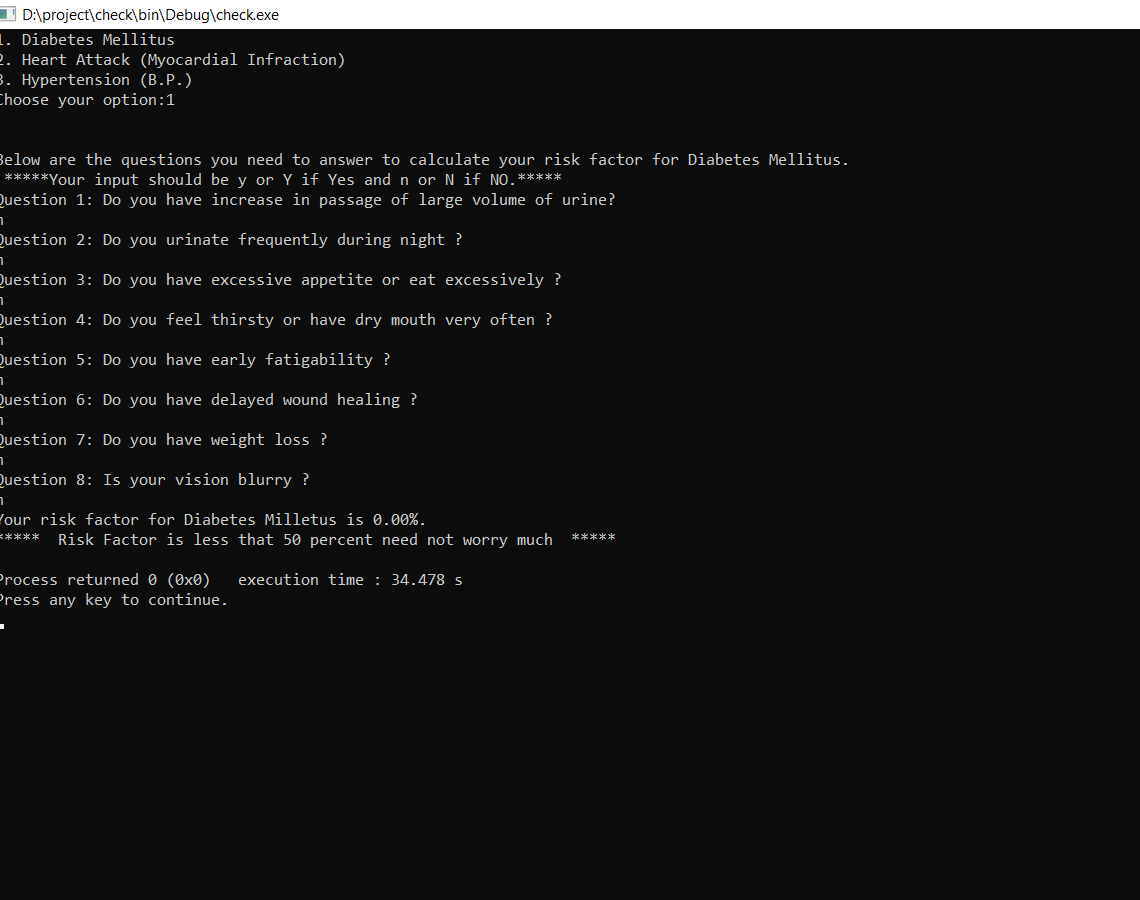 D:\project\check\bin\Debug\check.exe
1. Diabetes Mellitus
2. Heart Attack (Myocardial Infraction)
3. Hypertension (B.P.)
Choose your option:1
Below are the questions you need to answer to calculate your risk factor for Diabetes Mellitus.
*****Your input should be y or Y if Yes and n or N if NO.*****
Question 1: Do you have increase in passage of large volume of urine?
n
Question 2: Do you urinate frequently during night ?
n
Question 3: Do you have excessive appetite or eat excessively ?
n
Question 4: Do you feel thirsty or have dry mouth very often ?
n
Question 5: Do you have early fatigability ?
n
Question 6: Do you have delayed wound healing ?
n
Question 7: Do you have weight loss ?
n
Question 8: Is your vision blurry ?
n
Your risk factor for Diabetes Milletus is 0.00%.
*****  Risk Factor is less that 50 percent need not worry much  *****
Process returned 0 (0x0)   execution time : 34.478 s
Press any key to continue.